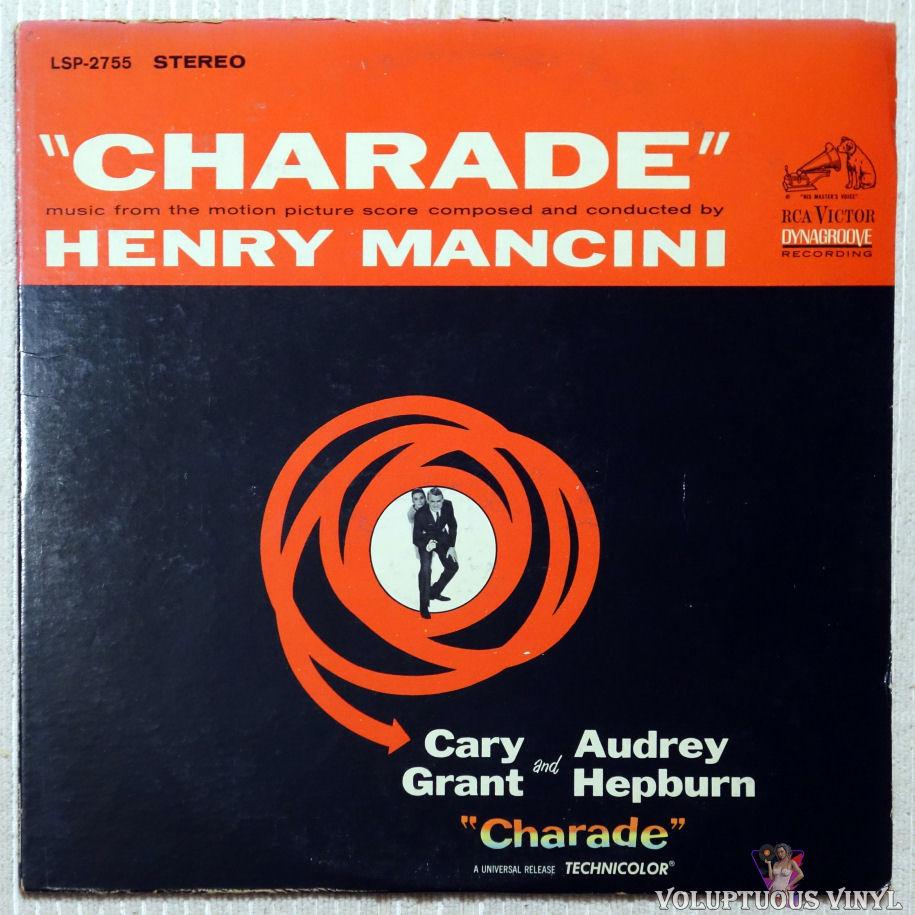 LSP-2755 STEREO
"CHARADE"
music from the motion picture score composed and conducted by
HENRY MANCINI
© "HIS MASTER'S VOICE"
RCA VICTOR
DYNAGROOVE
RECORDING
Cary Grant and Audrey Hepburn
"Charade"
A UNIVERSAL RELEASE TECHNICOLOR®
VOLUPTUOUS VINYL